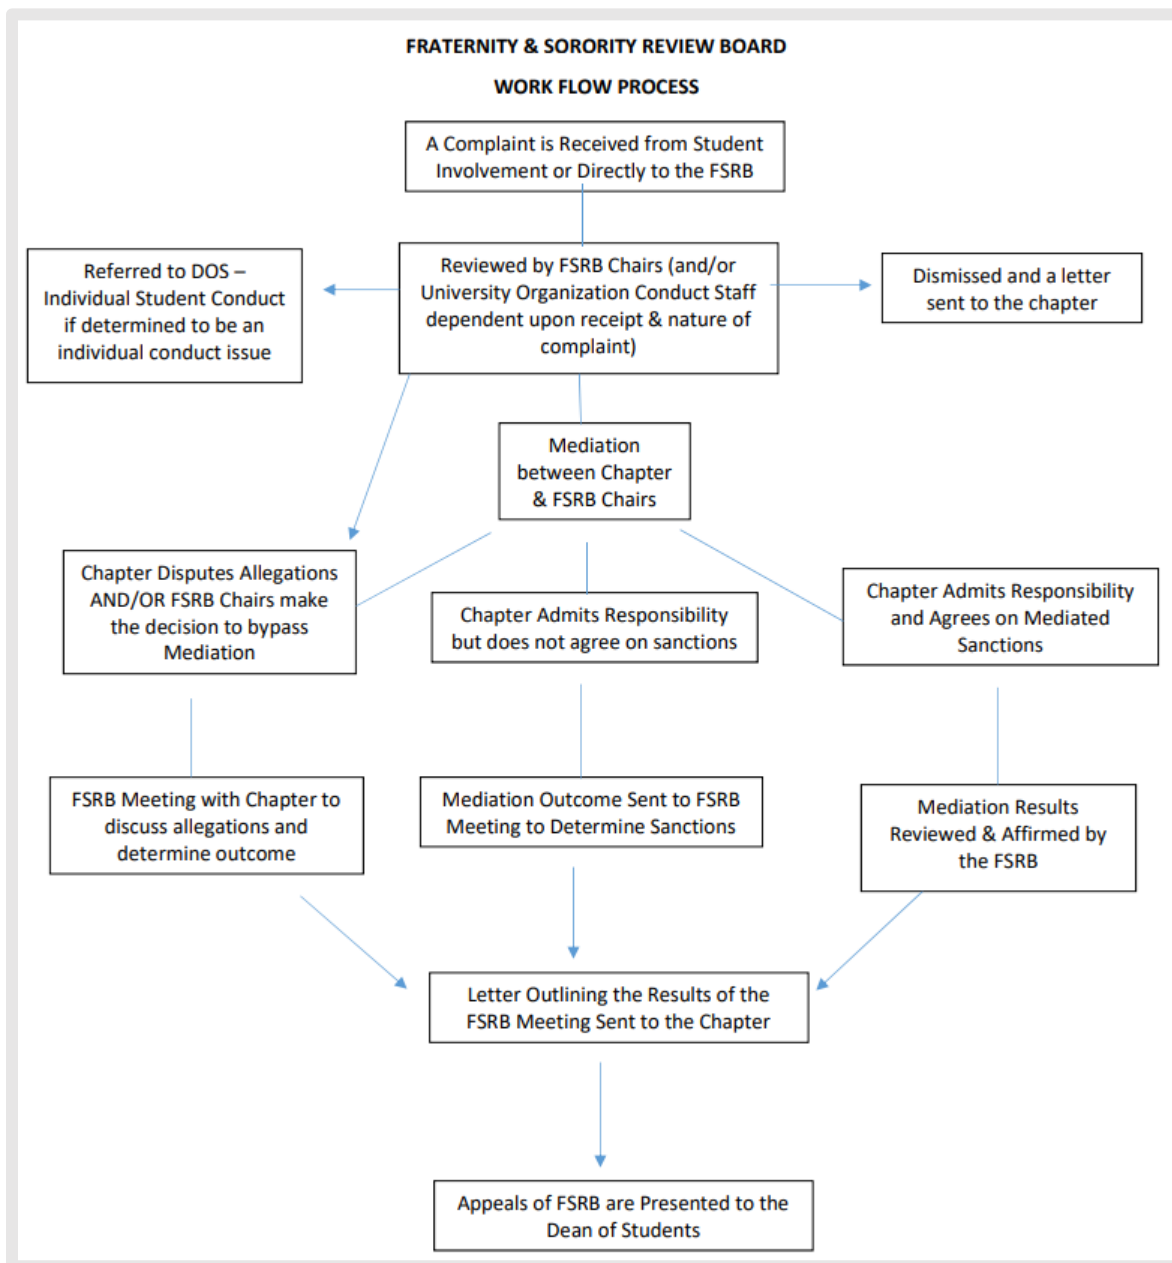 FRATERNITY & SORORITY REVIEW BOARD
WORK FLOW PROCESS
A Complaint is Received from Student
Involvement or Directly to the FSRB
Referred to DOS –
Individual Student Conduct
if determined to be an
individual conduct issue
Reviewed by FSRB Chairs (and/or
University Organization Conduct Staff
dependent upon receipt & nature of
complaint)
Dismissed and a letter
sent to the chapter
Mediation
between Chapter
& FSRB Chairs
Chapter Disputes Allegations
AND/OR FSRB Chairs make
the decision to bypass
Mediation
Chapter Admits Responsibility
but does not agree on sanctions
Chapter Admits Responsibility
and Agrees on Mediated
Sanctions
FSRB Meeting with Chapter to
discuss allegations and
determine outcome
Mediation Outcome Sent to FSRB
Meeting to Determine Sanctions
Mediation Results
Reviewed & Affirmed by
the FSRB
Letter Outlining the Results of the
FSRB Meeting Sent to the Chapter
Appeals of FSRB are Presented to the
Dean of Students